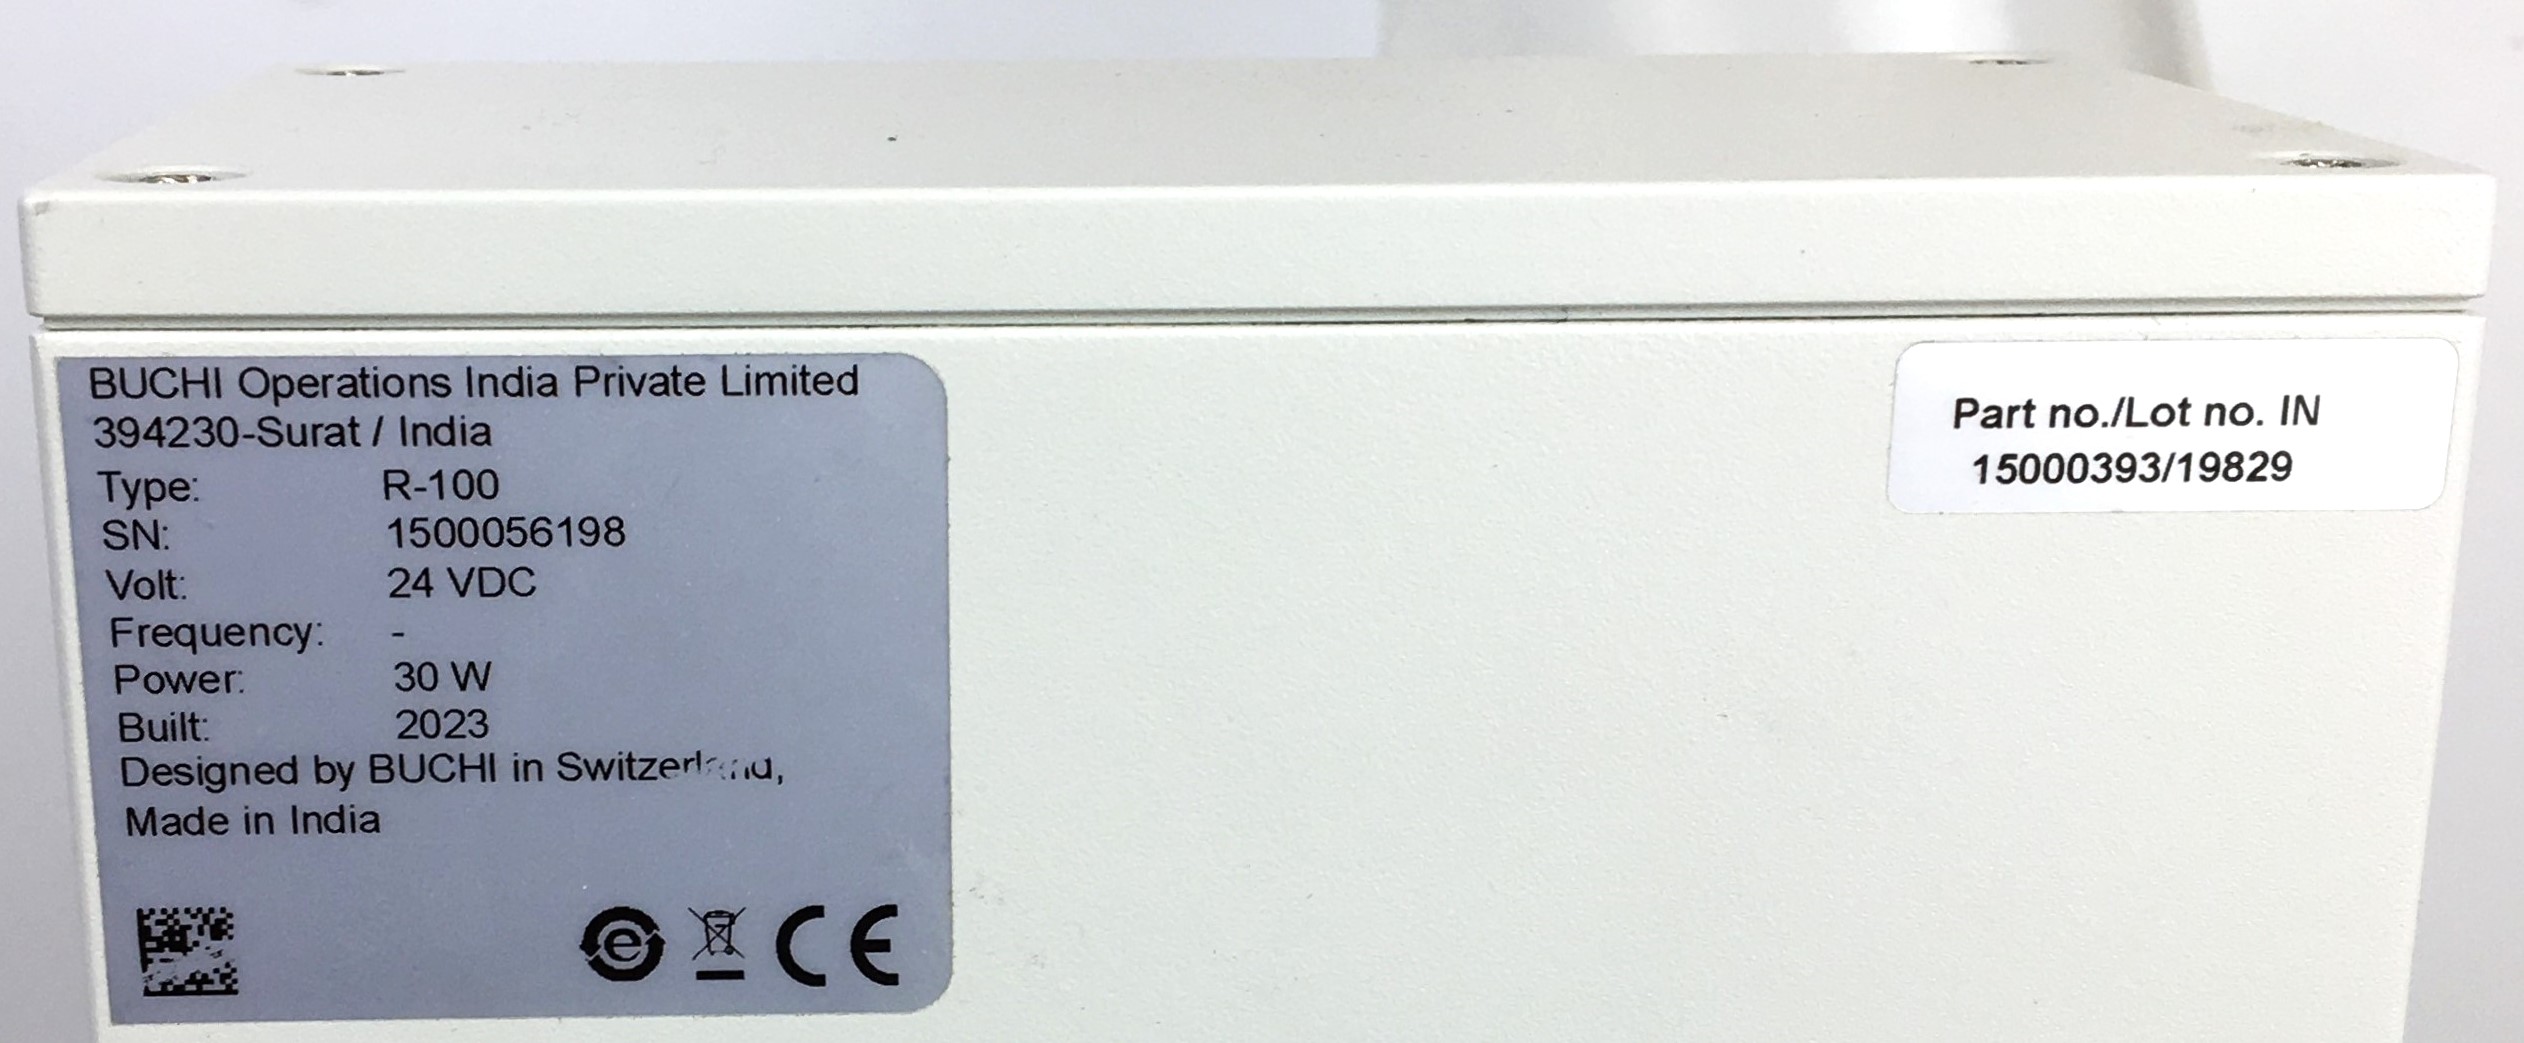 BUCHI Operations India Private Limited
394230-Surat / India
Type: R-100
SN: 1500056198
Volt: 24 VDC
Frequency: -
Power: 30 W
Built: 2023
Designed by BUCHI in Switzerland,
Made in India
CE
Part no./Lot no. IN
15000393/19829